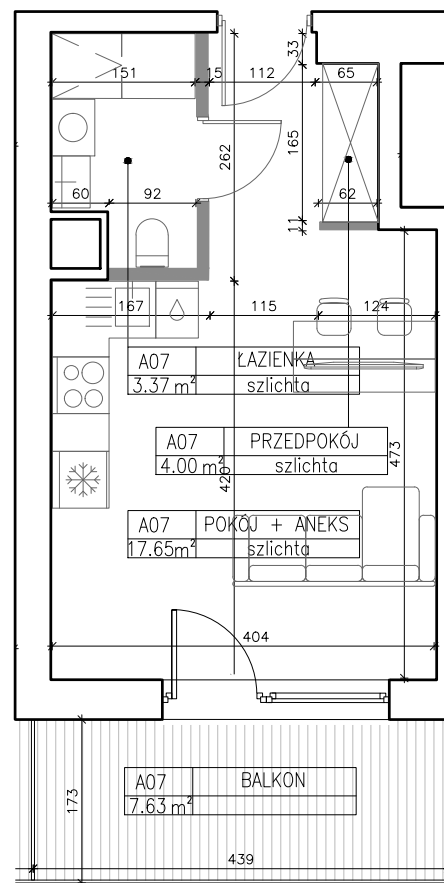 33
151 15 112 65
262
165
60 92 62
11
167 115 124
A07 ŁAZIENKA
3.37 m² szlichta
A07 PRZEDPOKÓJ
4.00 m² szlichta
473
420
A07 POKÓJ + ANEKS
17.65m² szlichta
404
A07 BALKON
7.63 m²
173
439